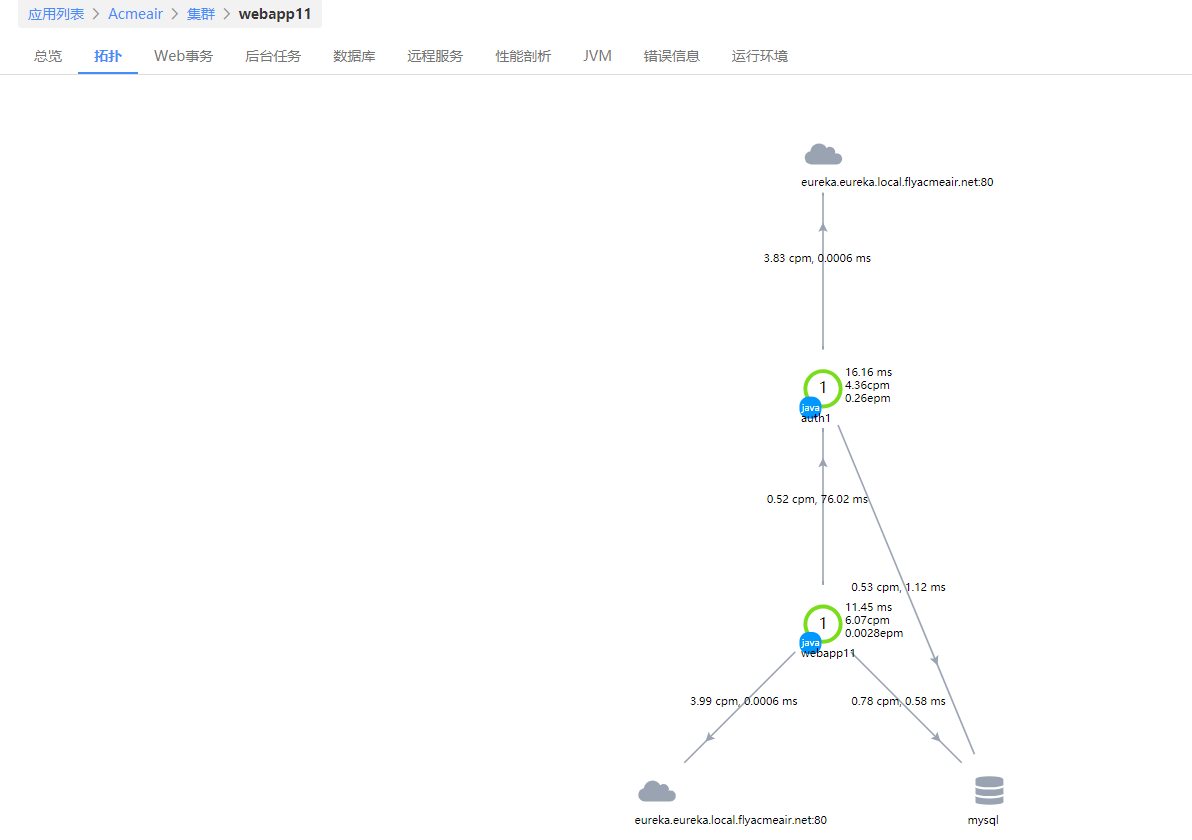 应用列表 > Acmeair > 集群 > webapp11
总览 拓扑 Web事务 后台任务 数据库 远程服务 性能剖析 JVM 错误信息 运行环境
eureka.eureka.local.flyacmeair.net:80
3.83 cpm, 0.0006 ms
1
16.16 ms
4.36cpm
0.26epm
java
auth1
0.52 cpm, 76.02 ms
0.53 cpm, 1.12 ms
1
11.45 ms
6.07cpm
0.0028epm
java
webapp11
3.99 cpm, 0.0006 ms
0.78 cpm, 0.58 ms
eureka.eureka.local.flyacmeair.net:80
mysql